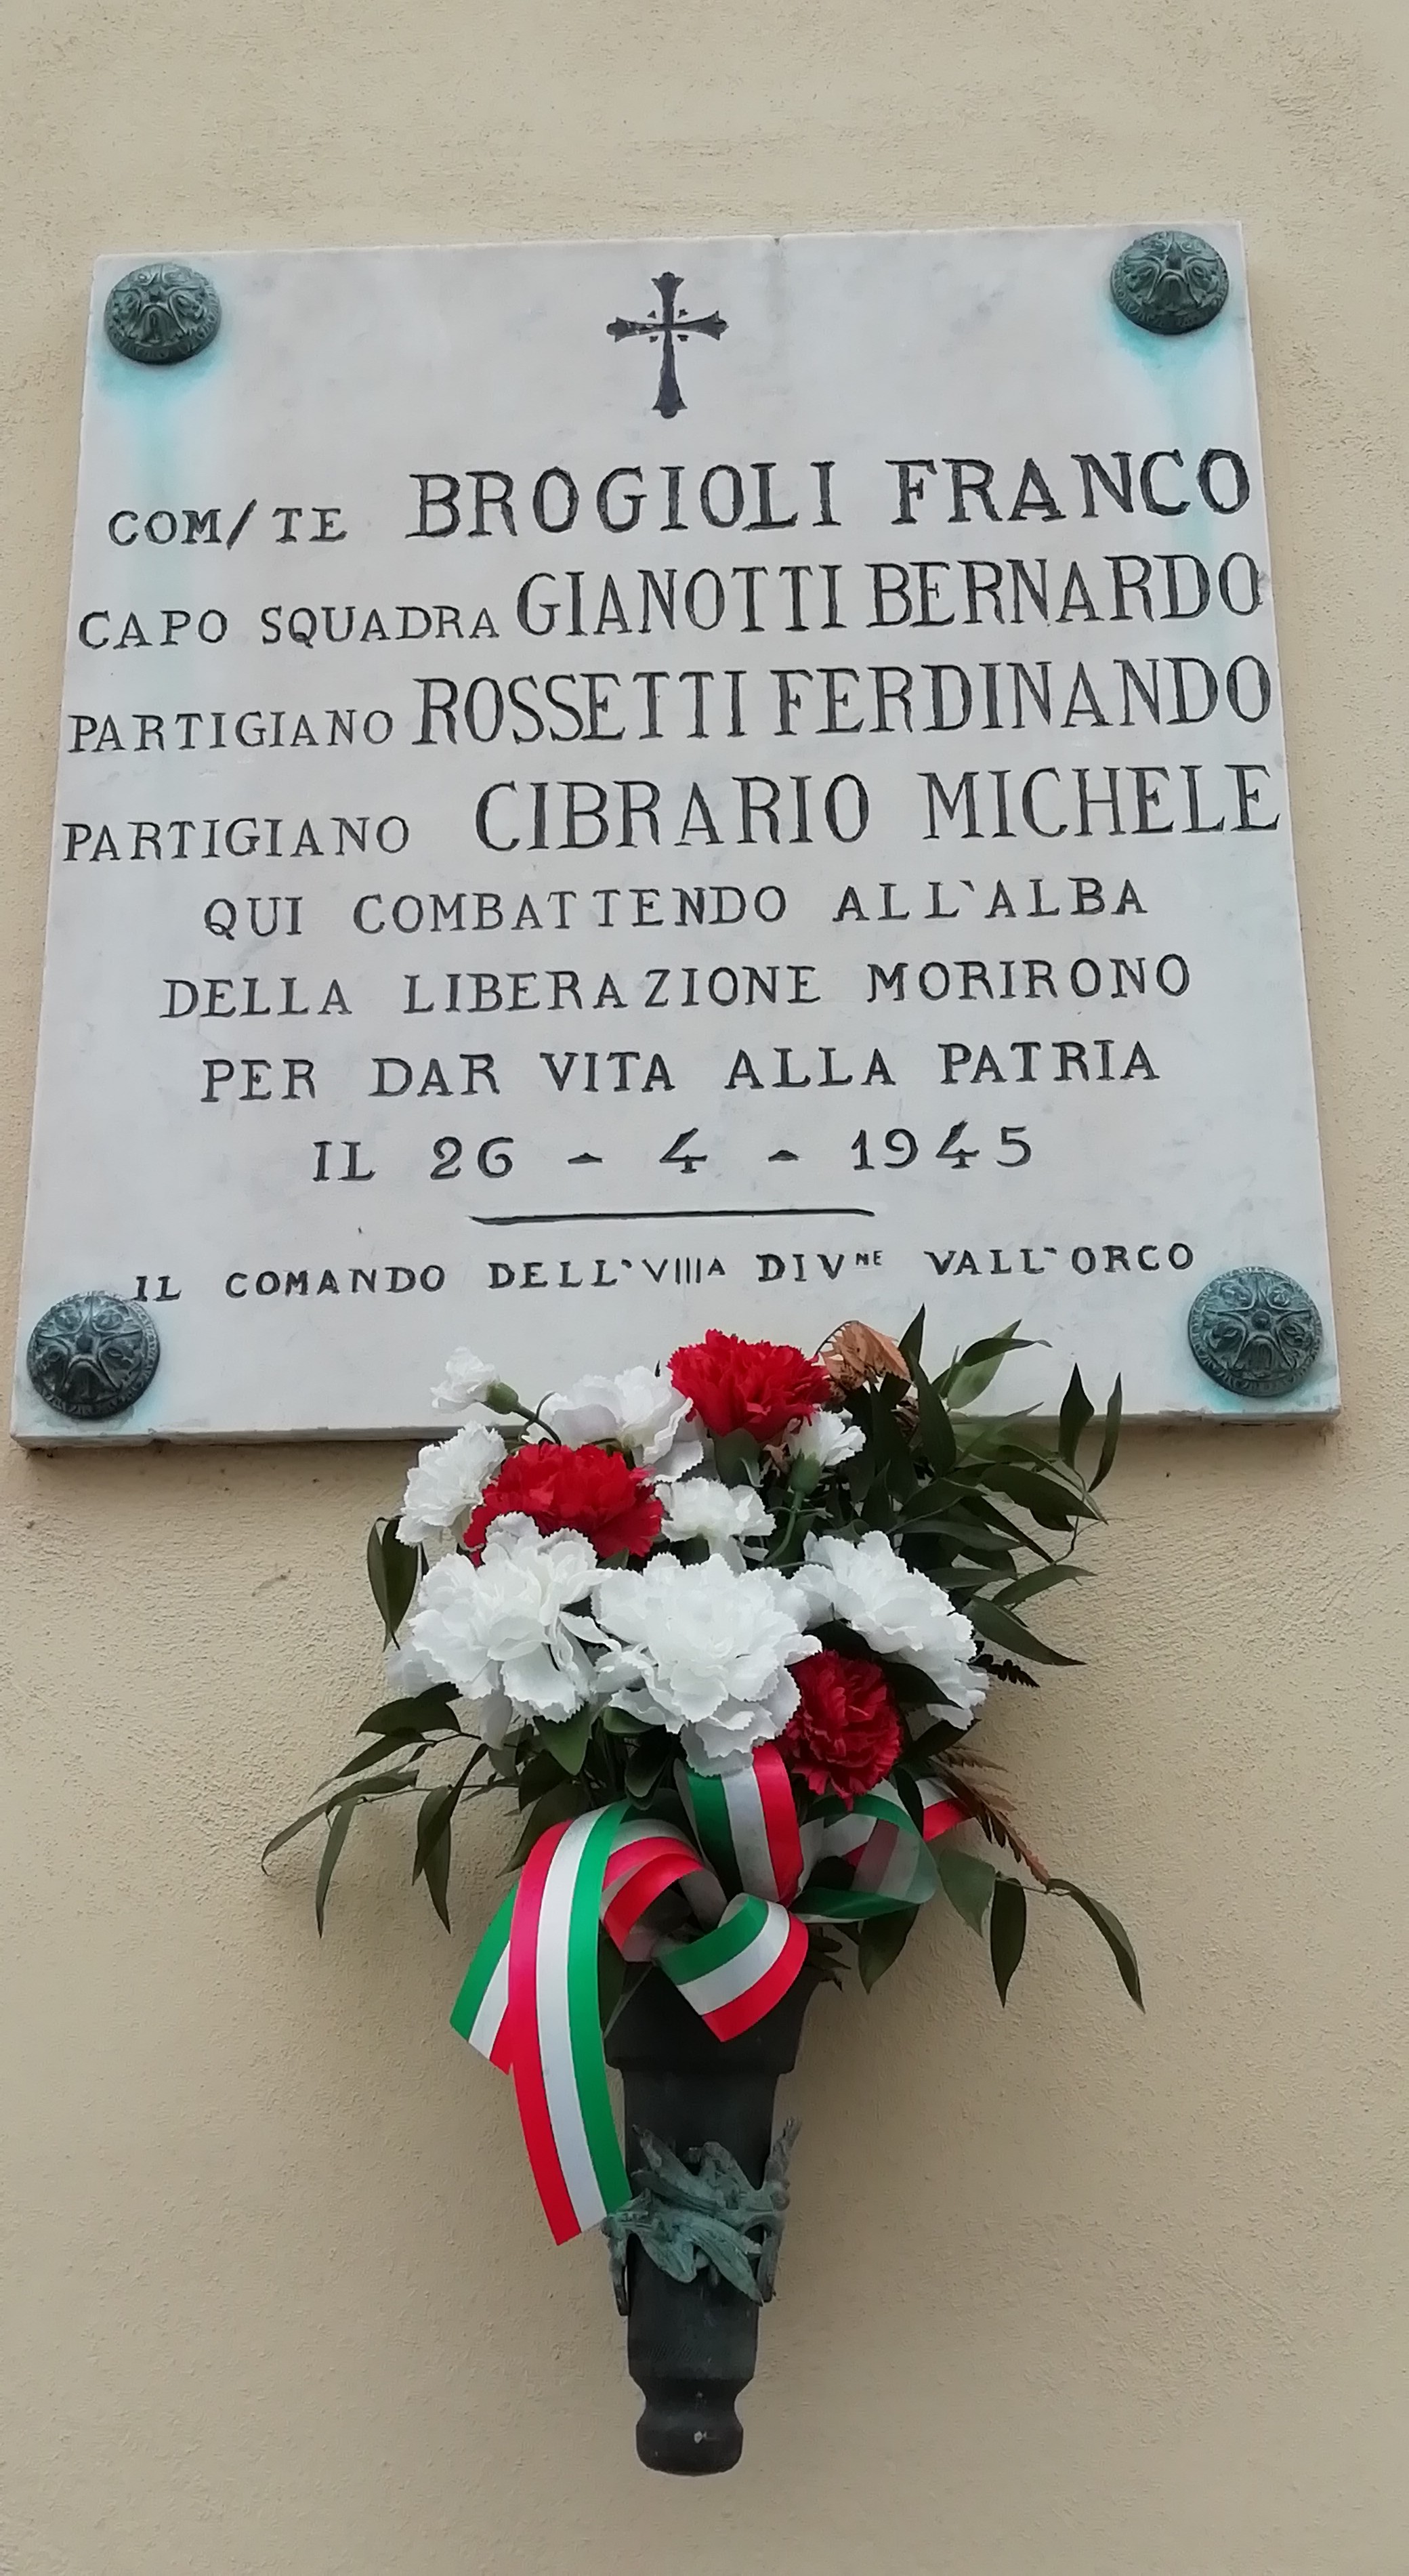 COM/TE BROGIOLI FRANCO
CAPO SQUADRA GIANOTTI BERNARDO
PARTIGIANO ROSSETTI FERDINANDO
PARTIGIANO CIBRARIO MICHELE
QUI COMBATTENDO ALL`ALBA
DELLA LIBERAZIONE MORIRONO
PER DAR VITA ALLA PATRIA
IL 26 - 4 - 1945
IL COMANDO DELL`VIIIA DIVNE VALL`ORCO